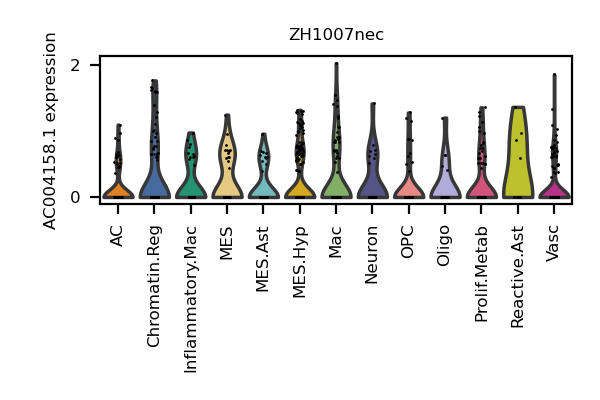 ZH1007nec
AC004158.1 expression
2
0
AC
Chromatin.Reg
Inflammatory.Mac
MES
MES.Ast
MES.Hyp
Mac
Neuron
OPC
Oligo
Prolif.Metab
Reactive.Ast
Vasc